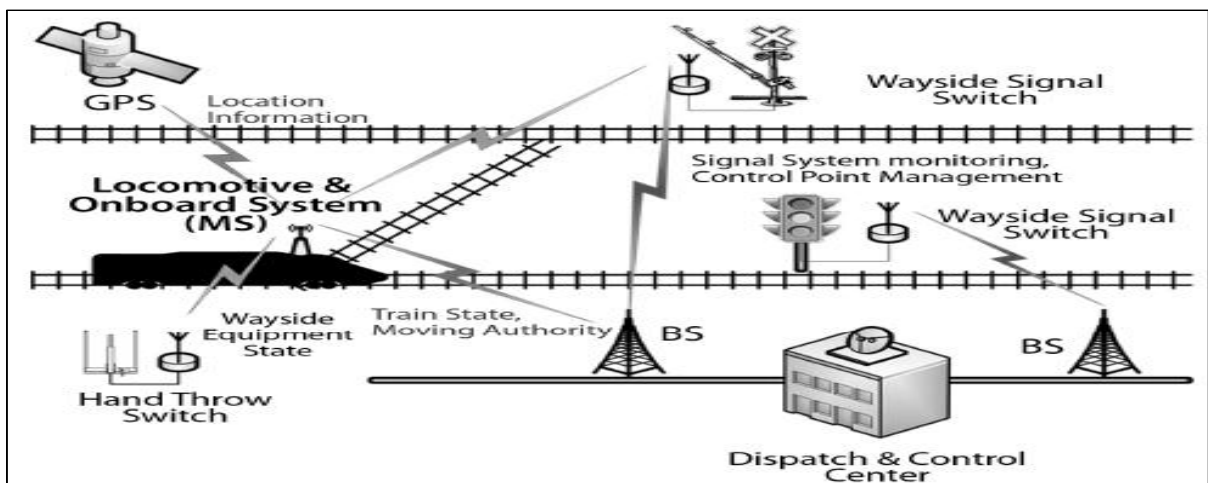 GPS
Location
Information
Wayside Signal
Switch
Locomotive &
Onboard System
(MS)
Signal System monitoring,
Control Point Management
Wayside Signal
Switch
Wayside
Equipment
State
Train State,
Moving Authority
BS
BS
Hand Throw
Switch
Dispatch & Control
Center